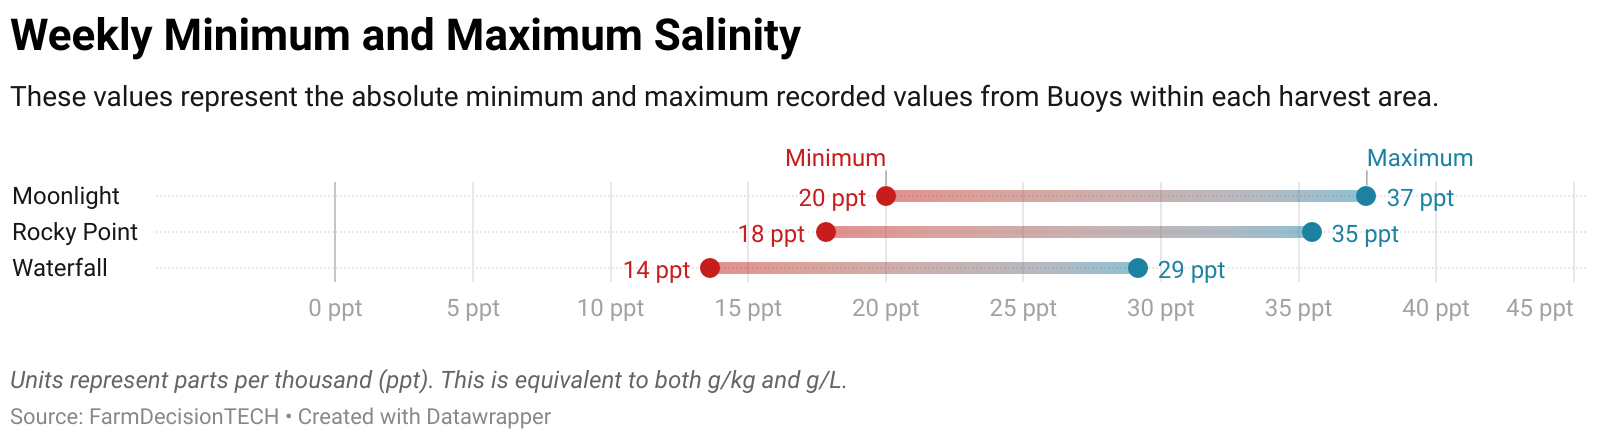 Weekly Minimum and Maximum Salinity
These values represent the absolute minimum and maximum recorded values from Buoys within each harvest area.
Minimum Maximum
Moonlight 20 ppt 37 ppt
Rocky Point 18 ppt 35 ppt
Waterfall 14 ppt 29 ppt
0 ppt 5 ppt 10 ppt 15 ppt 20 ppt 25 ppt 30 ppt 35 ppt 40 ppt 45 ppt
Units represent parts per thousand (ppt). This is equivalent to both g/kg and g/L.
Source: FarmDecisionTECH • Created with Datawrapper